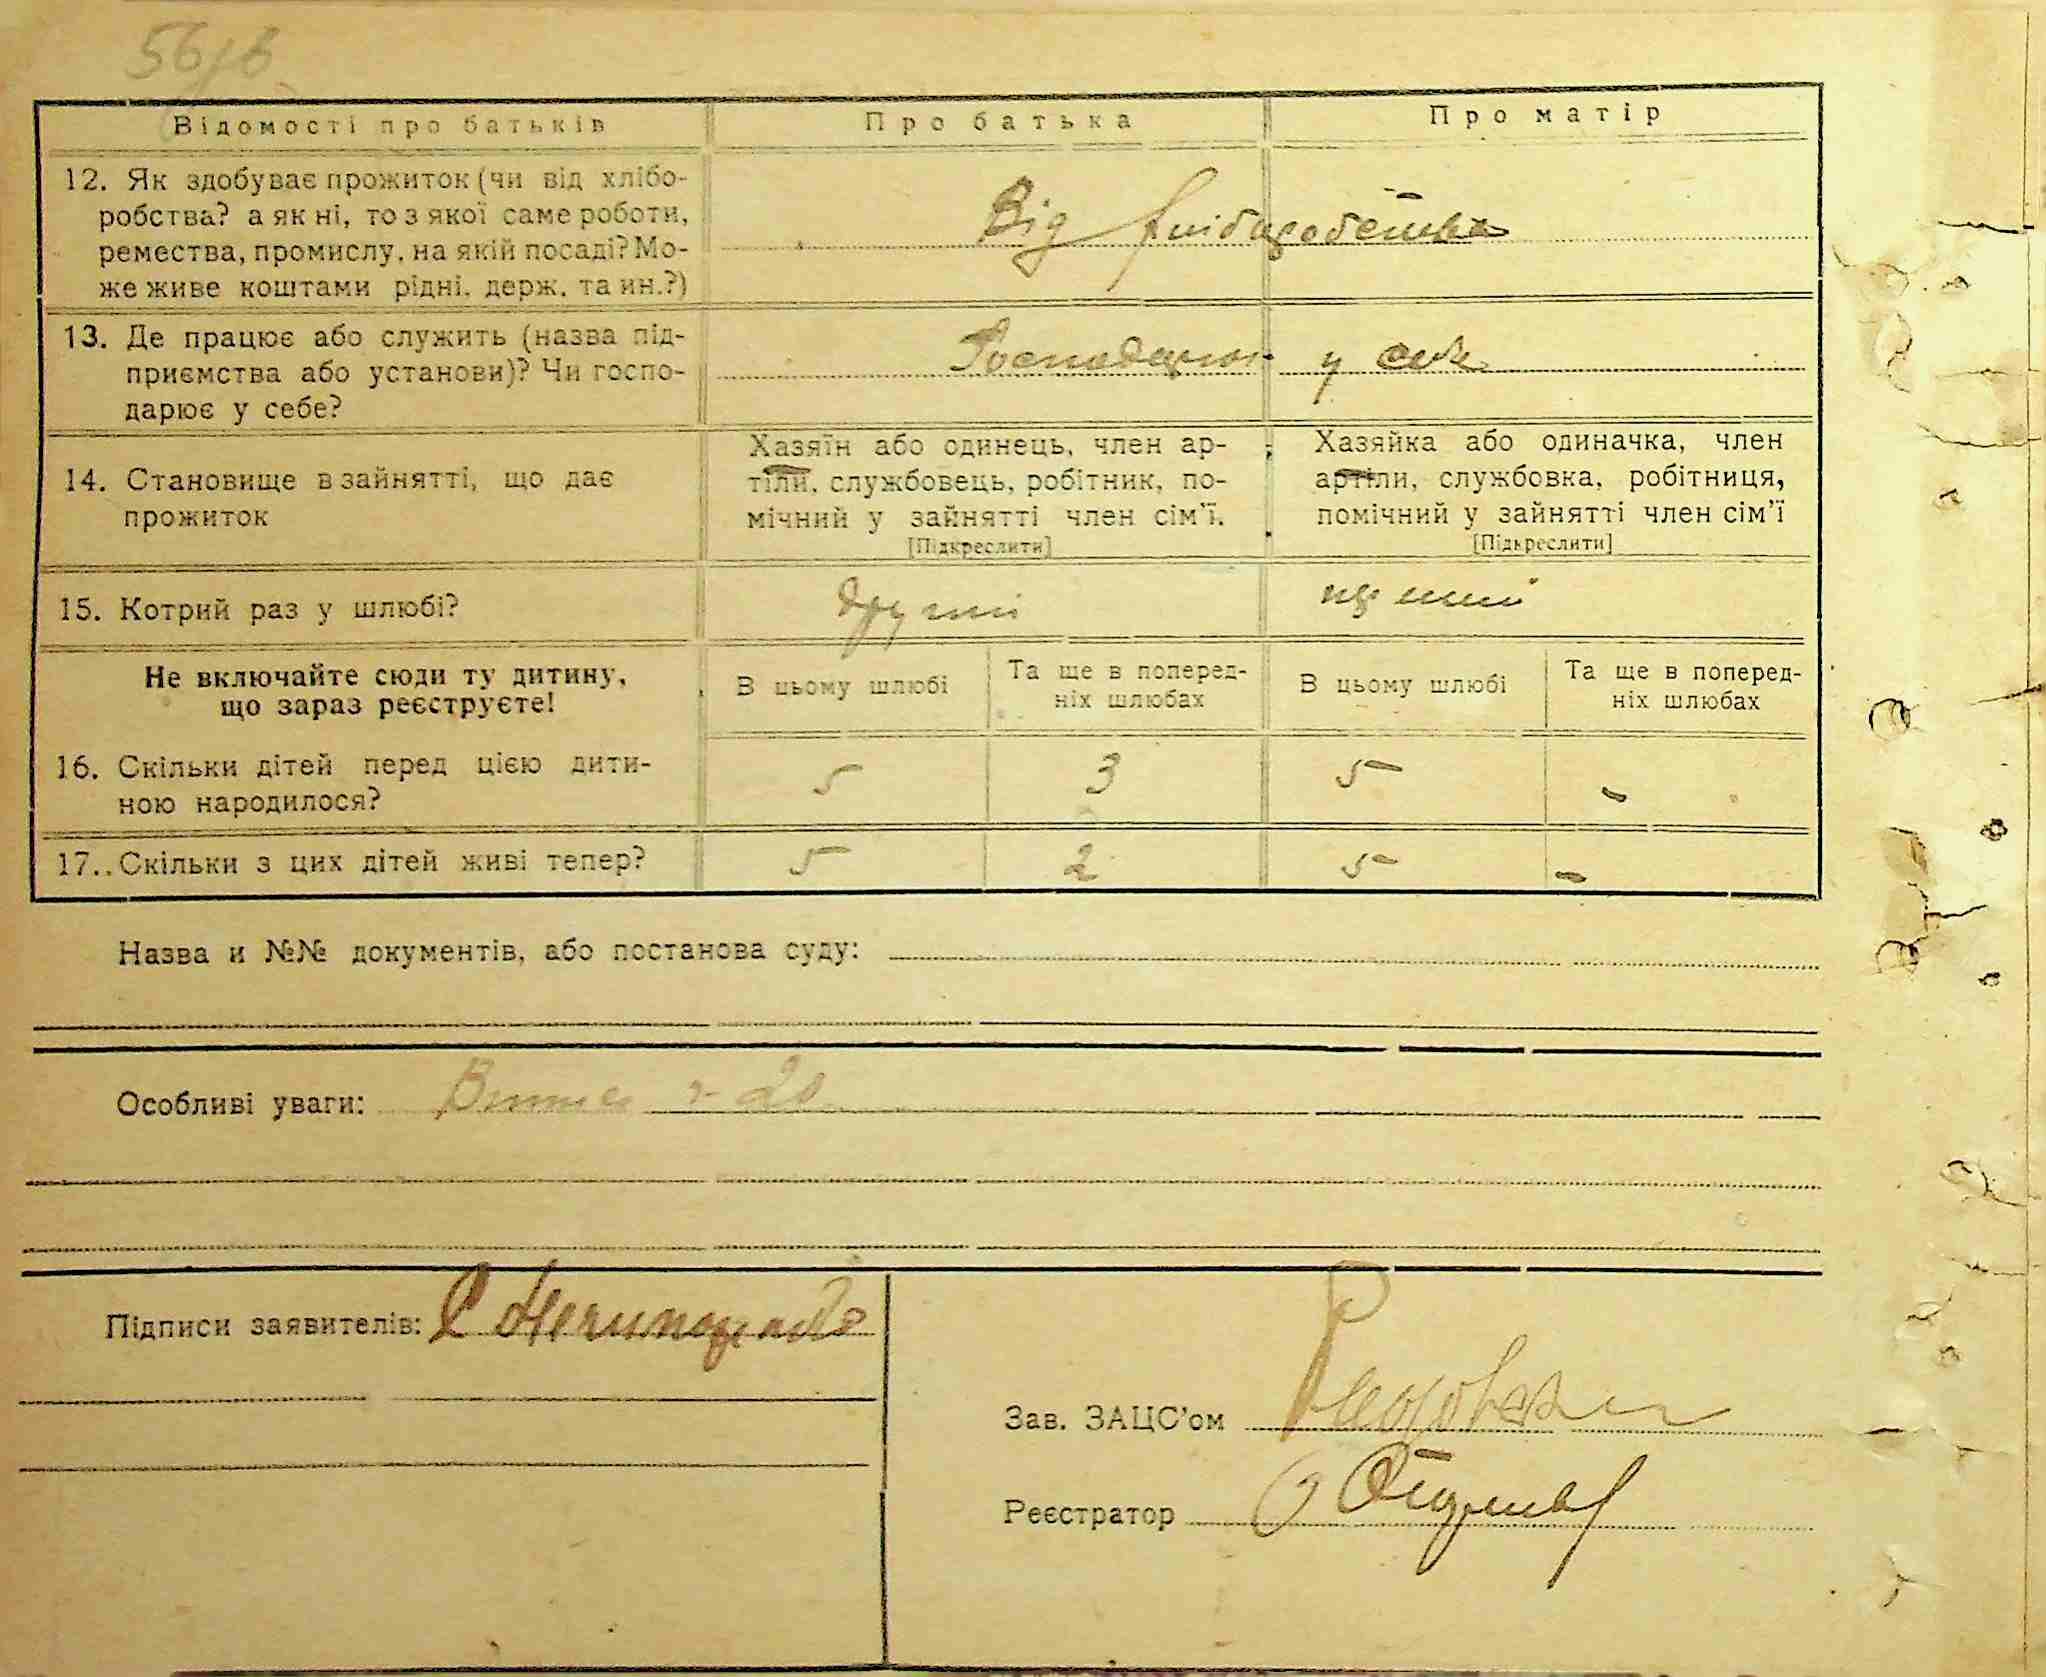 56/в
Відомості про батьків
Про батька
Про матір
12. Як здобуває прожиток (чи від хлібо-
робства? а як ні, то з якої саме роботи,
ремества, промислу, на якій посаді? Мо-
же живе коштами рідні, держ. та ин.?)
Від хліборобства
13. Де працює або служить (назва під-
приємства або установи)? Чи госпо-
дарює у себе?
Господарює у себе
14. Становище в зайнятті, що дає
прожиток
Хазяїн або одинець, член ар-
тіли, службовець, робітник, по-
мічний у зайнятті член сім'ї.
[Підкреслити]
Хазяйка або одиначка, член
артіли, службовка, робітниця,
помічний у зайнятті член сім'ї
[Підкреслити]
15. Котрий раз у шлюбі?
другий
перший
Не включайте сюди ту дитину,
що зараз реєструєте!
В цьому шлюбі
Та ще в поперед-
ніх шлюбах
В цьому шлюбі
Та ще в поперед-
ніх шлюбах
16. Скільки дітей перед цією дити-
ною народилося?
5
3
5
-
17. Скільки з цих дітей живі тепер?
5
2
5
-
Назва и №№ документів, або постанова суду:
Особливі уваги:
20
Підписи заявителів:
Зав. ЗАЦС'ом
Реєстратор